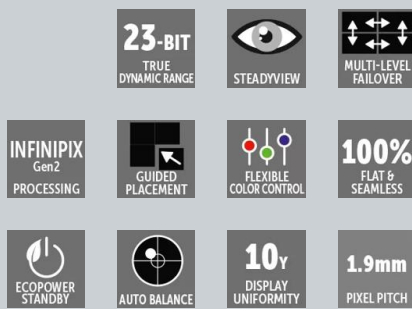 23-BIT
TRUE
DYNAMIC RANGE
STEADYVIEW
MULTI-LEVEL
FAILOVER
INFINIPIX
Gen2
PROCESSING
GUIDED
PLACEMENT
FLEXIBLE
COLOR CONTROL
100%
FLAT &
SEAMLESS
ECOPOWER
STANDBY
AUTO BALANCE
10Y
DISPLAY
UNIFORMITY
1.9mm
PIXEL PITCH